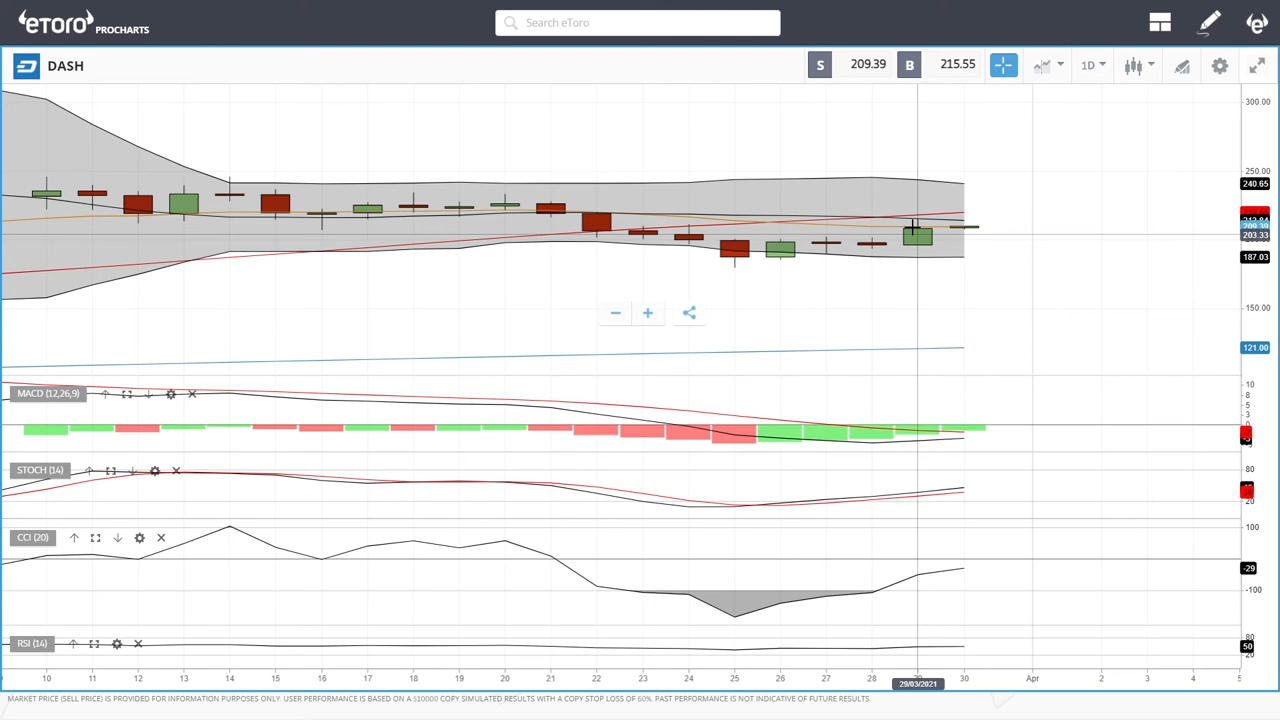 eToro PROCHARTS
Search eToro
DASH
S 209.39 B 215.55 1D
300.00
250.00
240.65
209.39
203.33
187.03
150.00
121.00
MACD (12,26,9)
10
8
5
3
0
STOCH (14)
80
20
CCI (20)
100
-29
-100
RSI (14)
80
50
20
10 11 12 13 14 15 16 17 18 19 20 21 22 23 24 25 26 27 28 30 Apr 2 3 4 5
29/03/2021
MARKET PRICE (SELL PRICE) IS PROVIDED FOR INFORMATION PURPOSES ONLY. USER PERFORMANCE IS BASED ON A $10000 COPY SIMULATED RESULTS WITH A COPY STOP LOSS OF 60%. PAST PERFORMANCE IS NOT INDICATIVE OF FUTURE RESULTS.